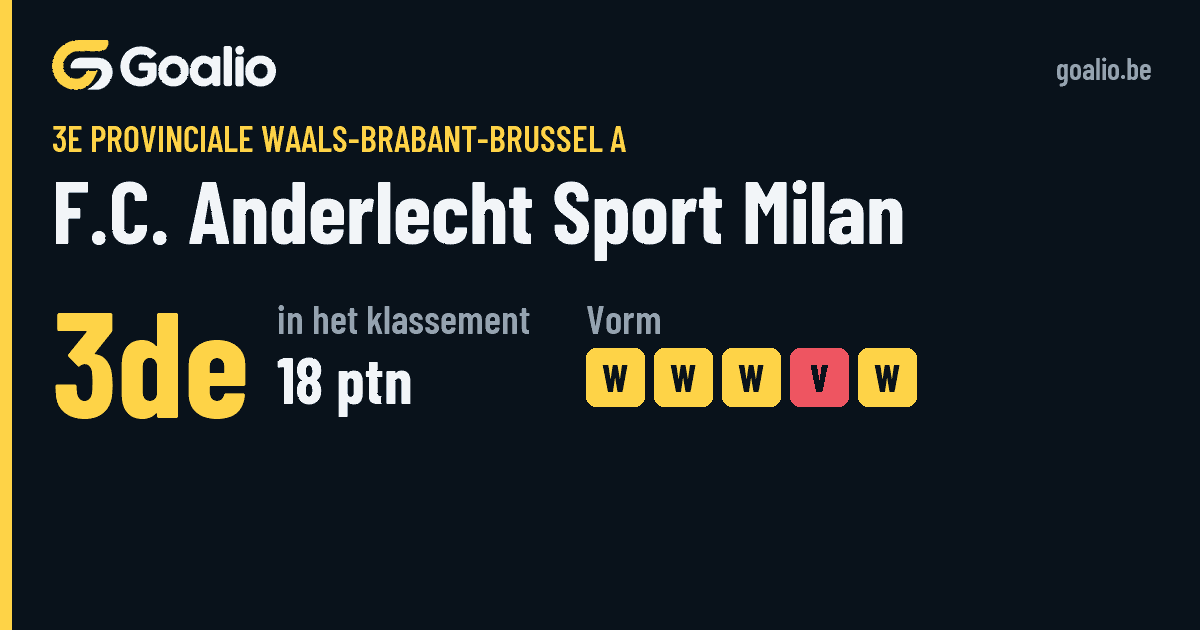 Goalio
goalio.be
3E PROVINCIALE WAALS-BRABANT-BRUSSEL A
F.C. Anderlecht Sport Milan
3de
in het klassement
18 ptn
Vorm
W W W V W